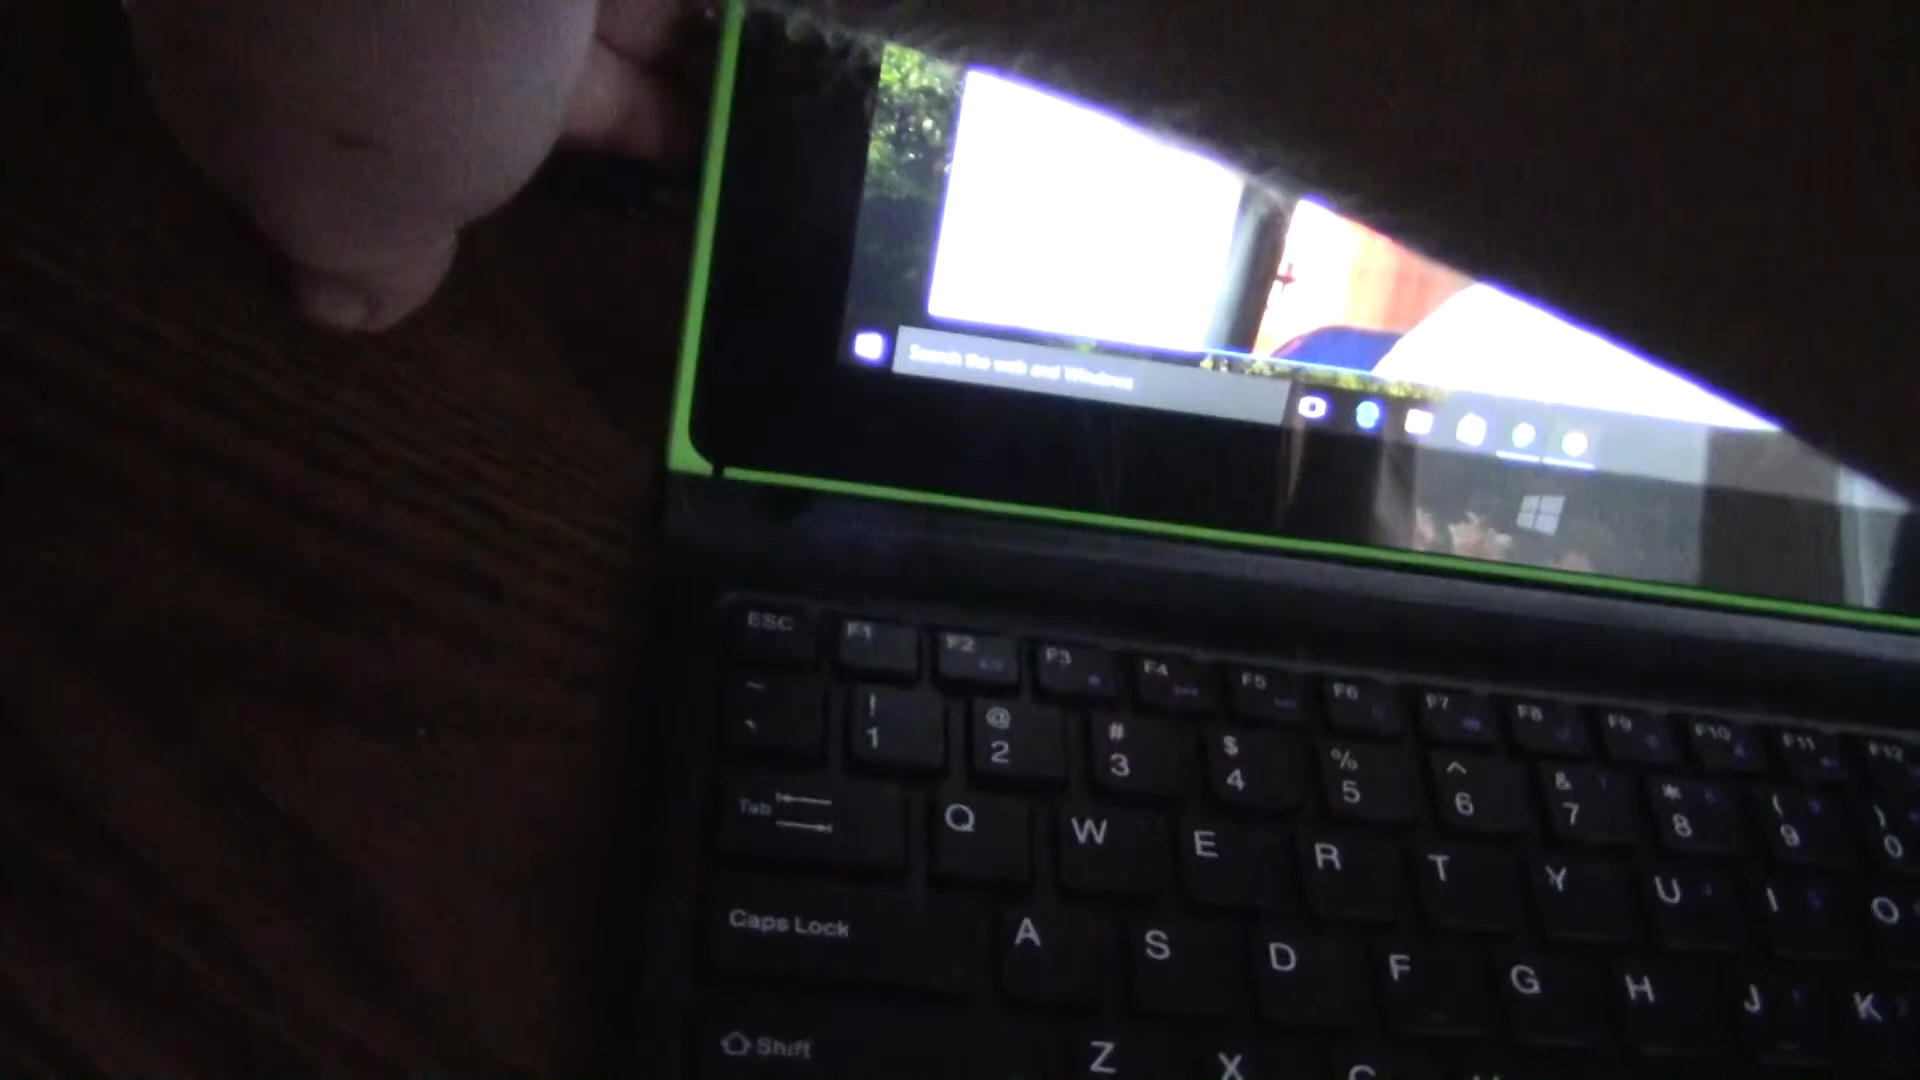 Search the web and Windows
ESC F1 F2 F3 F4 F5 F6 F7 F8 F9 F10 F11 F12
~ ! @ # $ % ^ & * ( )
` 1 2 3 4 5 6 7 8 9 0
Tab Q W E R T Y U I O
Caps Lock A S D F G H J K
Shift Z X C